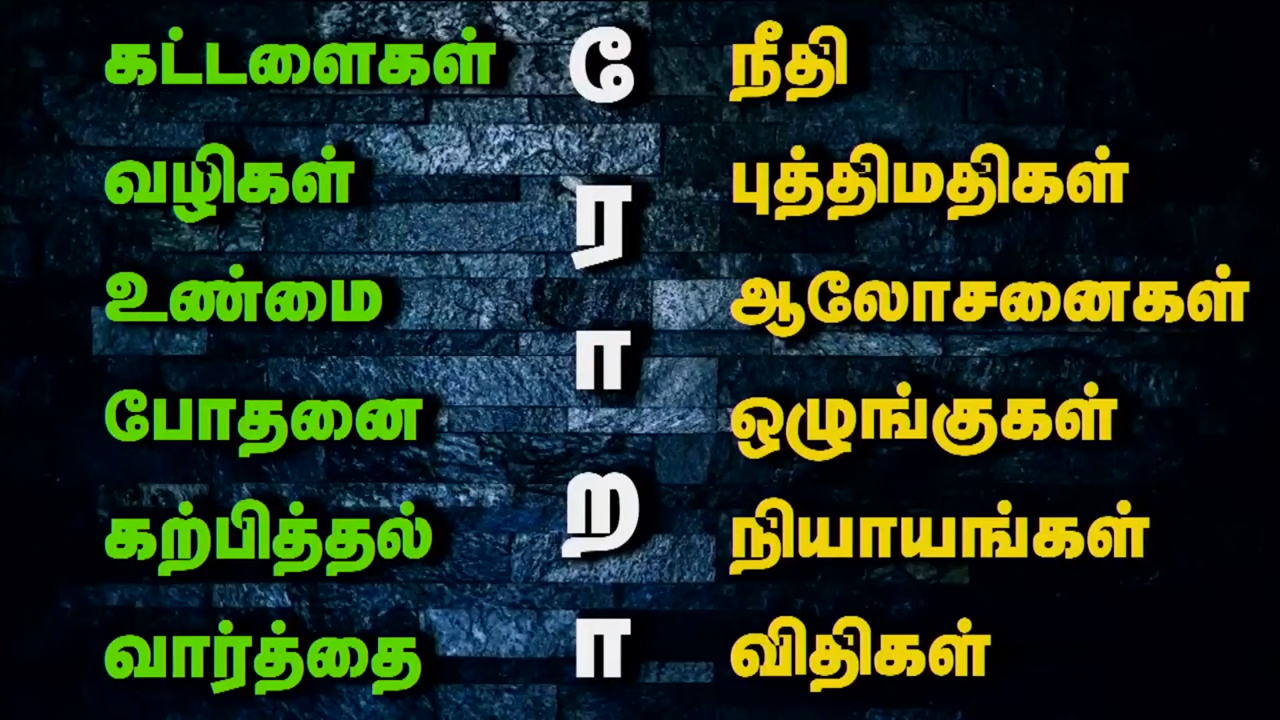 கட்டளைகள்
வழிகள்
உண்மை
போதனை
கற்பித்தல்
வார்த்தை
ே
ர
ா
ற
ா
நீதி
புத்திமதிகள்
ஆலோசனைகள்
ஒழுங்குகள்
நியாயங்கள்
விதிகள்